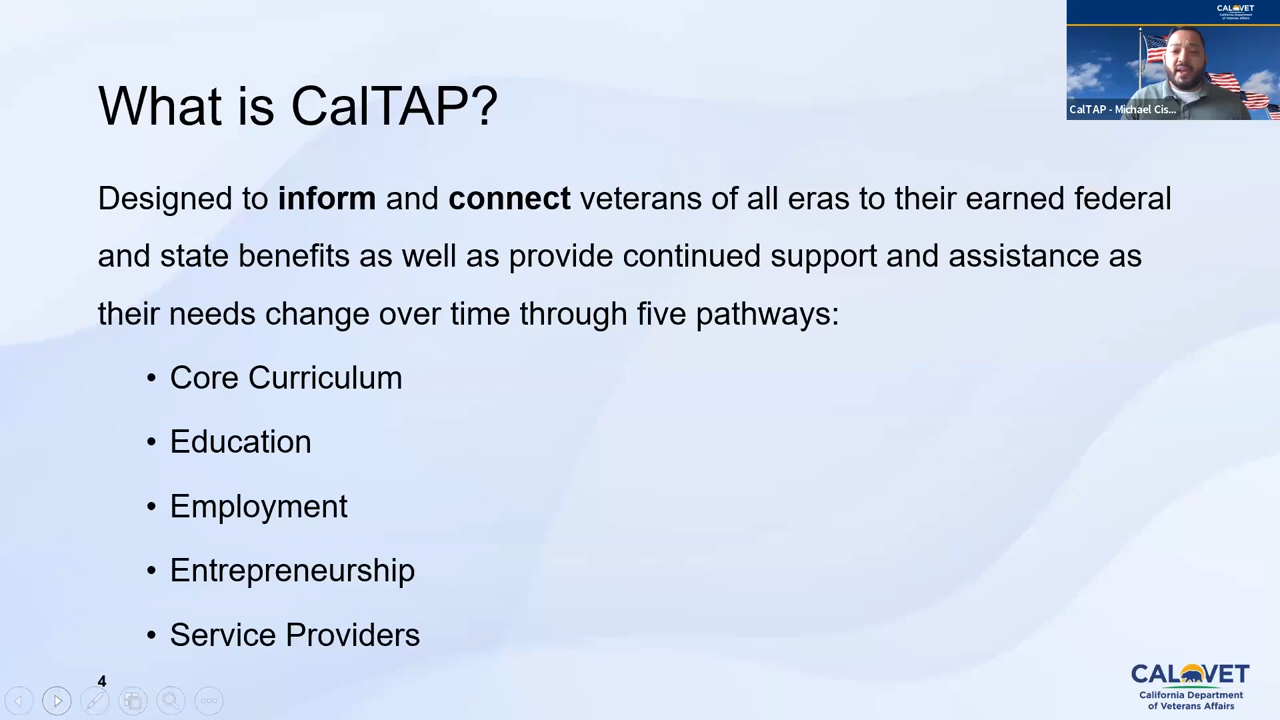 CALVET
California Department
of Veterans Affairs
CalTAP - Michael Cis...
What is CalTAP?
Designed to inform and connect veterans of all eras to their earned federal
and state benefits as well as provide continued support and assistance as
their needs change over time through five pathways:
• Core Curriculum
• Education
• Employment
• Entrepreneurship
• Service Providers
4
CALVET
California Department
of Veterans Affairs